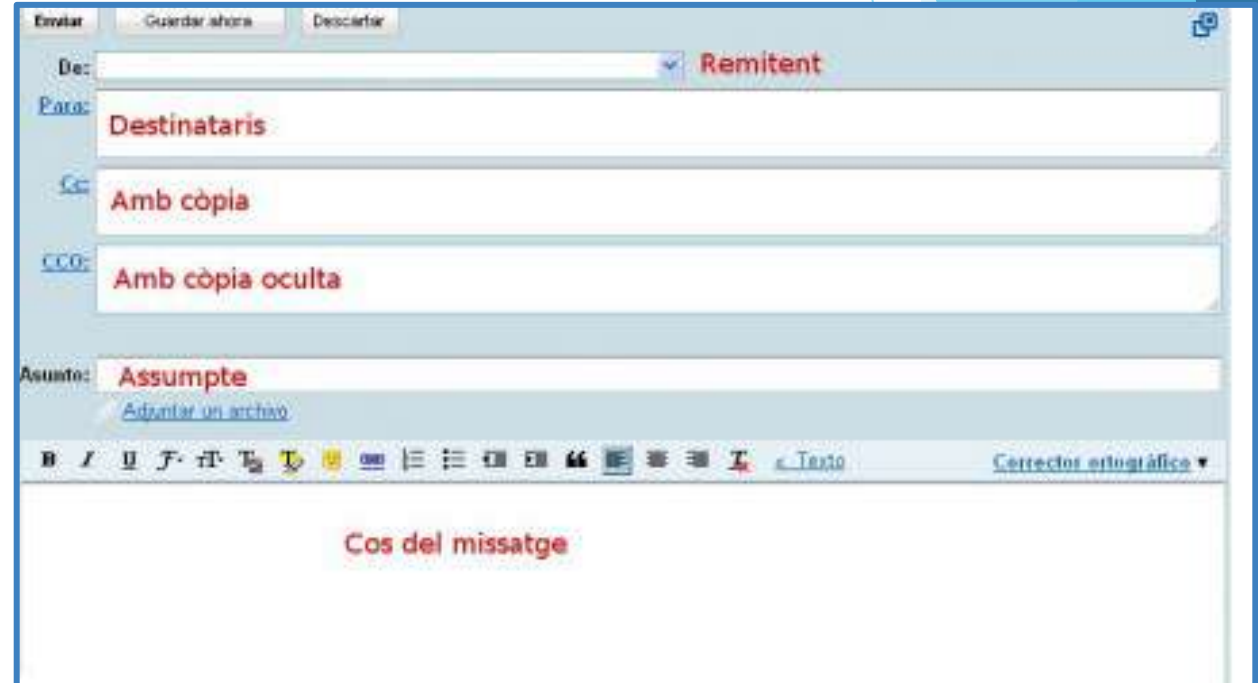 Enviar Guardar ahora Descartar
De: Remitent
Para: Destinataris
Cc: Amb còpia
CCO: Amb còpia oculta
Asunto: Assumpte
Adjuntar un archivo
B I U « Texto Corrector ortográfico ▼
Cos del missatge